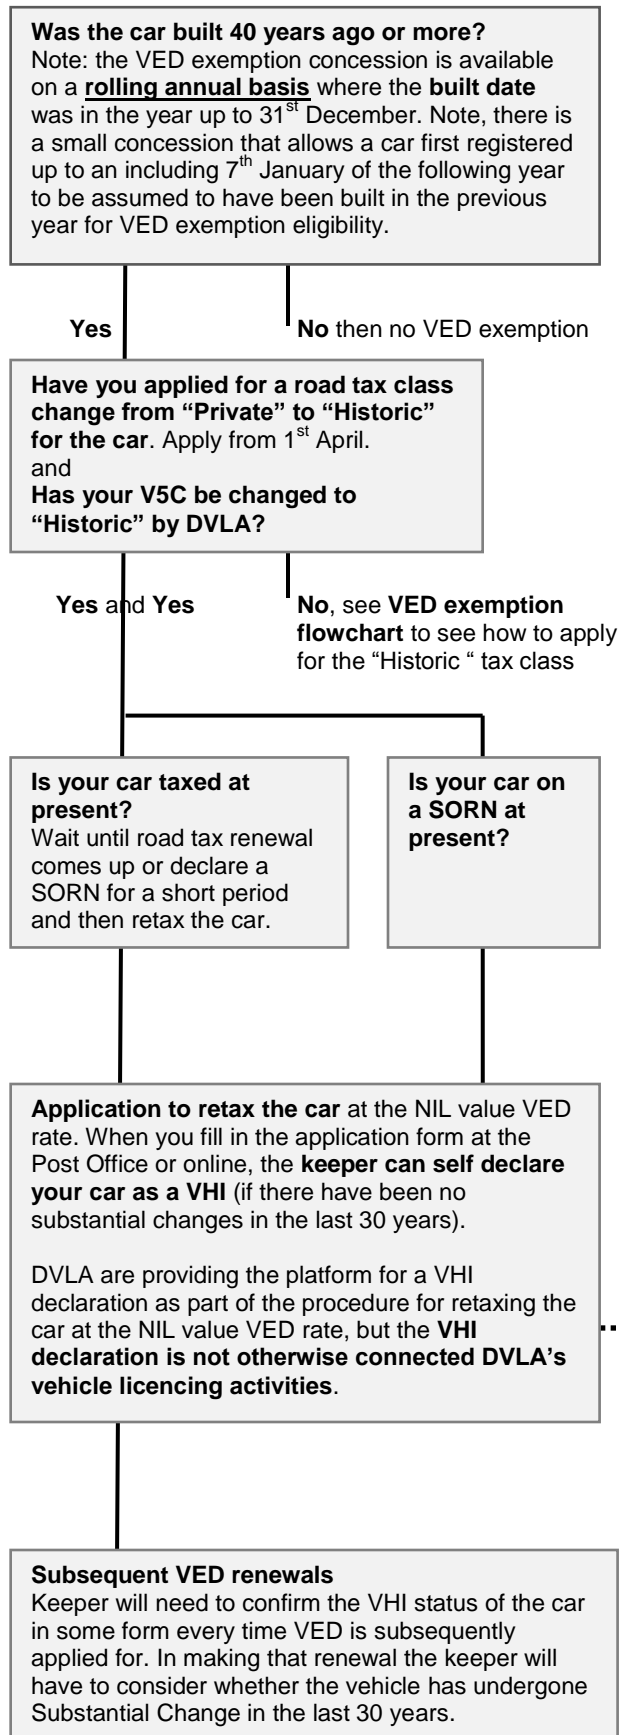 Was the car built 40 years ago or more?
Note: the VED exemption concession is available
on a rolling annual basis where the built date
was in the year up to 31st December. Note, there is
a small concession that allows a car first registered
up to an including 7th January of the following year
to be assumed to have been built in the previous
year for VED exemption eligibility.
Yes
No then no VED exemption
Have you applied for a road tax class
change from “Private” to “Historic”
for the car. Apply from 1st April.
and
Has your V5C be changed to
“Historic” by DVLA?
Yes and Yes
No, see VED exemption
flowchart to see how to apply
for the “Historic “ tax class
Is your car taxed at
present?
Wait until road tax renewal
comes up or declare a
SORN for a short period
and then retax the car.
Is your car on
a SORN at
present?
Application to retax the car at the NIL value VED
rate. When you fill in the application form at the
Post Office or online, the keeper can self declare
your car as a VHI (if there have been no
substantial changes in the last 30 years).
DVLA are providing the platform for a VHI
declaration as part of the procedure for retaxing the
car at the NIL value VED rate, but the VHI
declaration is not otherwise connected DVLA’s
vehicle licencing activities.
Subsequent VED renewals
Keeper will need to confirm the VHI status of the car
in some form every time VED is subsequently
applied for. In making that renewal the keeper will
have to consider whether the vehicle has undergone
Substantial Change in the last 30 years.